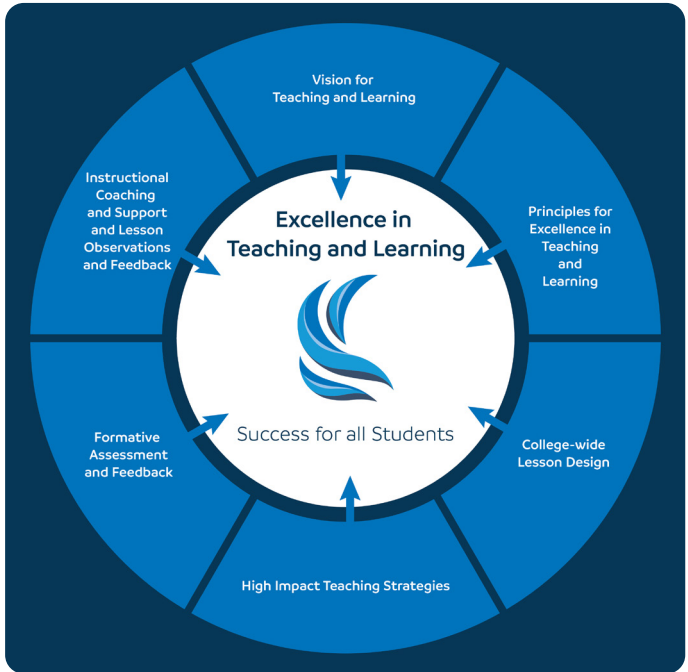 Vision for
Teaching and Learning
Instructional
Coaching
and Support
and Lesson
Observations
and Feedback
Excellence in
Teaching and Learning
Principles for
Excellence in
Teaching
and
Learning
Success for all Students
Formative
Assessment
and Feedback
College-wide
Lesson Design
High Impact Teaching Strategies